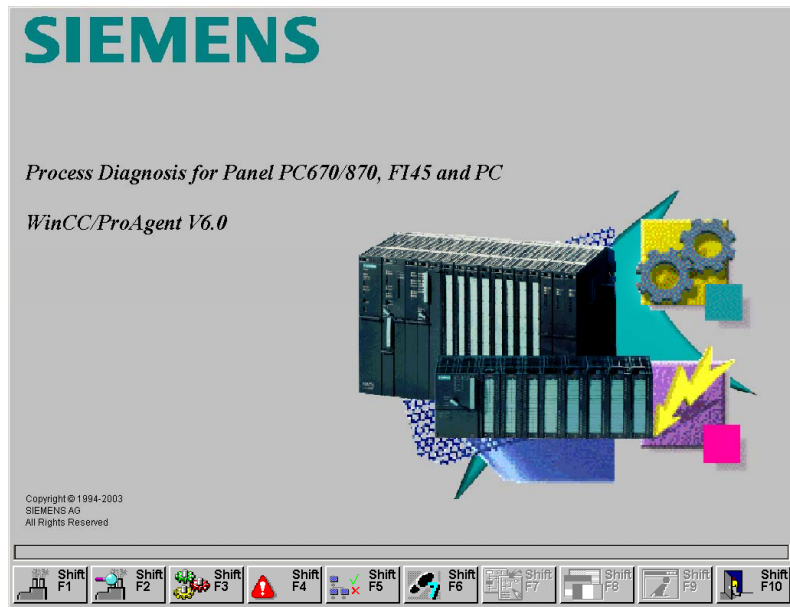 SIEMENS
Process Diagnosis for Panel PC670/870, FI45 and PC
WinCC/ProAgent V6.0
Copyright © 1994-2003
SIEMENS AG
All Rights Reserved
Shift F1
Shift F2
Shift F3
Shift F4
Shift F5
Shift F6
Shift F7
Shift F8
Shift F9
Shift F10